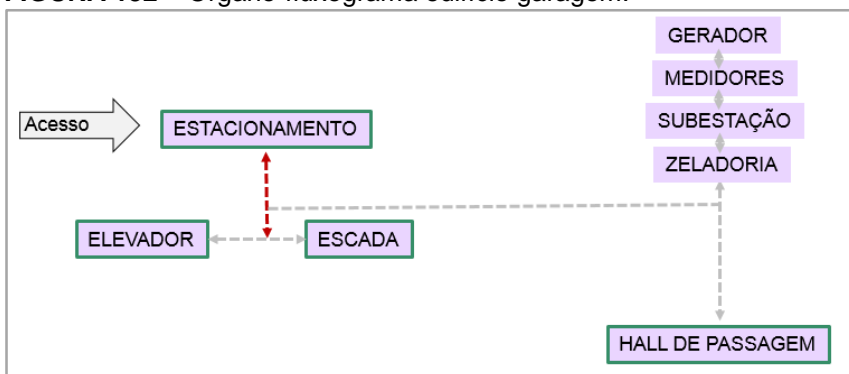 GERADOR
MEDIDORES
Acesso
ESTACIONAMENTO
SUBESTAÇÃO
ZELADORIA
ELEVADOR
ESCADA
HALL DE PASSAGEM